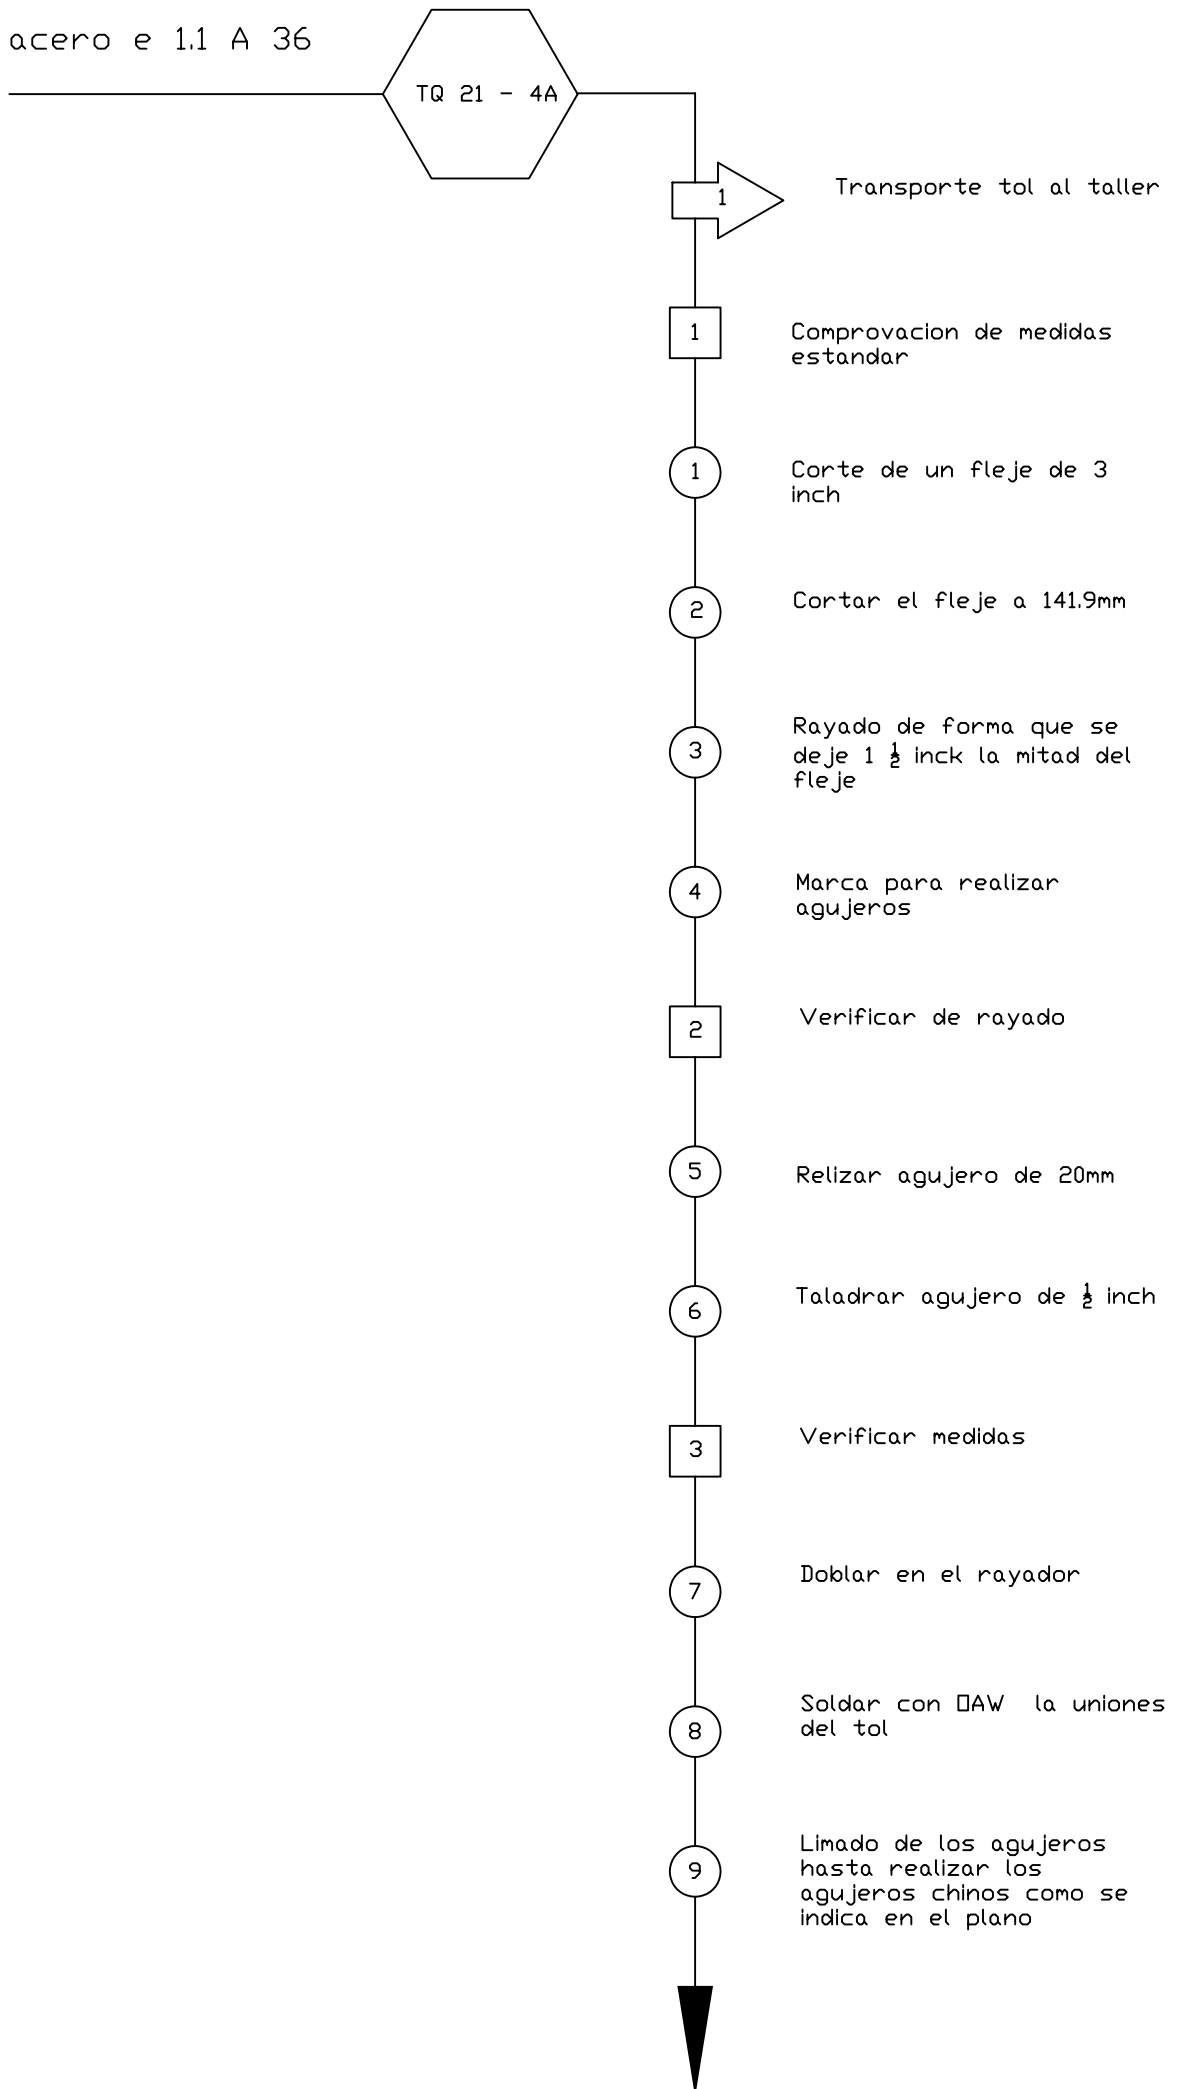 acero e 1.1 A 36
TQ 21 - 4A
1
Transporte tol al taller
1
Comprovacion de medidas
estandar
1
Corte de un fleje de 3
inch
2
Cortar el fleje a 141.9mm
3
Rayado de forma que se
deje 1 ½ inck la mitad del
fleje
4
Marca para realizar
agujeros
2
Verificar de rayado
5
Relizar agujero de 20mm
6
Taladrar agujero de ½ inch
3
Verificar medidas
7
Doblar en el rayador
8
Soldar con OAW la uniones
del tol
9
Limado de los agujeros
hasta realizar los
agujeros chinos como se
indica en el plano